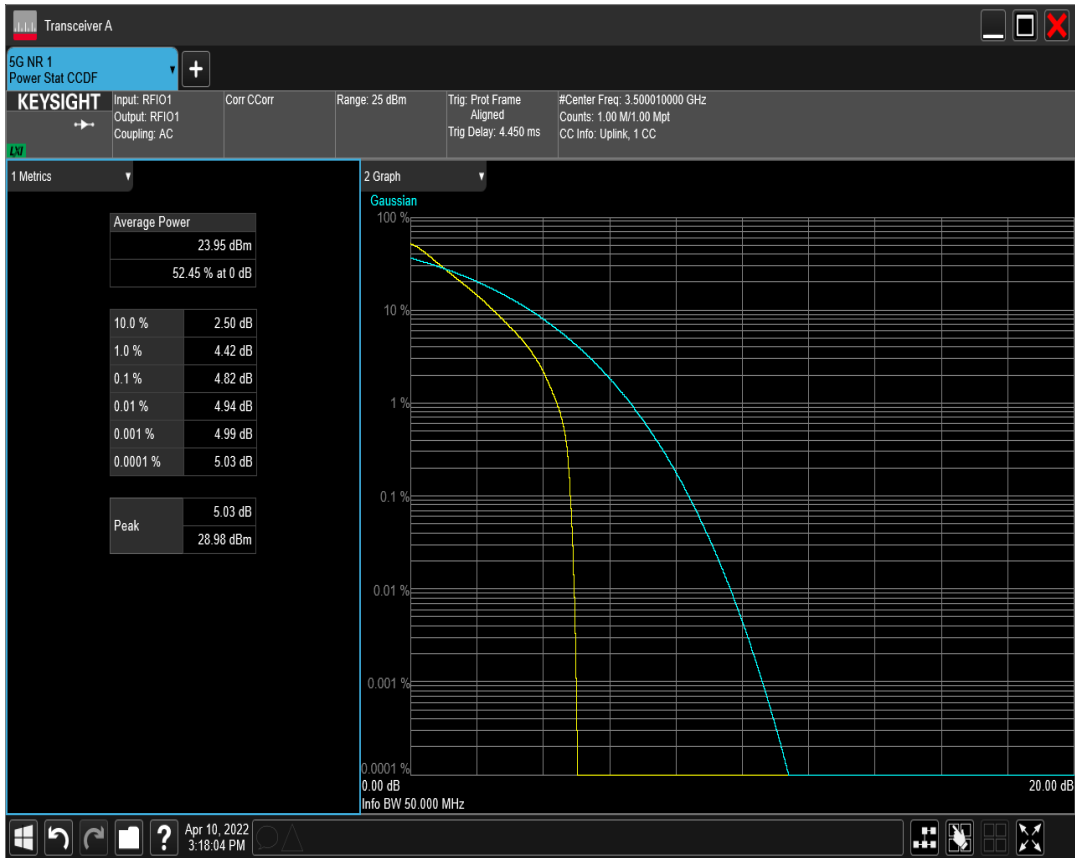 Transceiver A
5G NR 1
Power Stat CCDF
+
KEYSIGHT
LXI
Input: RFIO1
Output: RFIO1
Coupling: AC
Corr CCorr
Range: 25 dBm
Trig: Prot Frame
Aligned
Trig Delay: 4.450 ms
#Center Freq: 3.500010000 GHz
Counts: 1.00 M/1.00 Mpt
CC Info: Uplink, 1 CC
1 Metrics
Average Power
23.95 dBm
52.45 % at 0 dB
10.0 % 2.50 dB
1.0 % 4.42 dB
0.1 % 4.82 dB
0.01 % 4.94 dB
0.001 % 4.99 dB
0.0001 % 5.03 dB
Peak 5.03 dB
28.98 dBm
2 Graph
Gaussian
100 %
10 %
1 %
0.1 %
0.01 %
0.001 %
0.0001 %
0.00 dB 20.00 dB
Info BW 50.000 MHz
?
Apr 10, 2022
3:18:04 PM